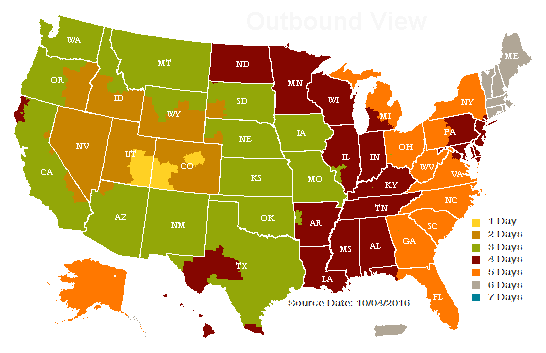 Outbound View
WA
ME
MT
ND
MN
OR
ID
WI
SD
NY
MI
WY
IA
PA
NE
OH
NV
UT
IL
IN
CO
WV
VA
CA
KS
MO
KY
NC
TN
OK
AZ
NM
AR
SC
MS
AL
GA
TX
LA
FL
1 Day
2 Days
3 Days
4 Days
5 Days
6 Days
7 Days
Source Date: 10/04/2016